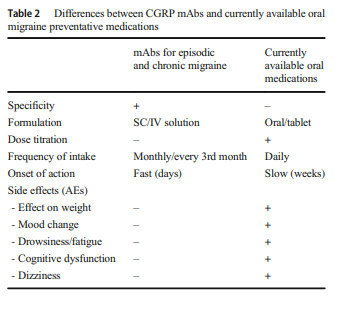 Table 2 Differences between CGRP mAbs and currently available oral
migraine preventative medications
mAbs for episodic Currently
and chronic migraine available oral
medications
Specificity + –
Formulation SC/IV solution Oral/tablet
Dose titration – +
Frequency of intake Monthly/every 3rd month Daily
Onset of action Fast (days) Slow (weeks)
Side effects (AEs)
- Effect on weight – +
- Mood change – +
- Drowsiness/fatigue – +
- Cognitive dysfunction – +
- Dizziness – +